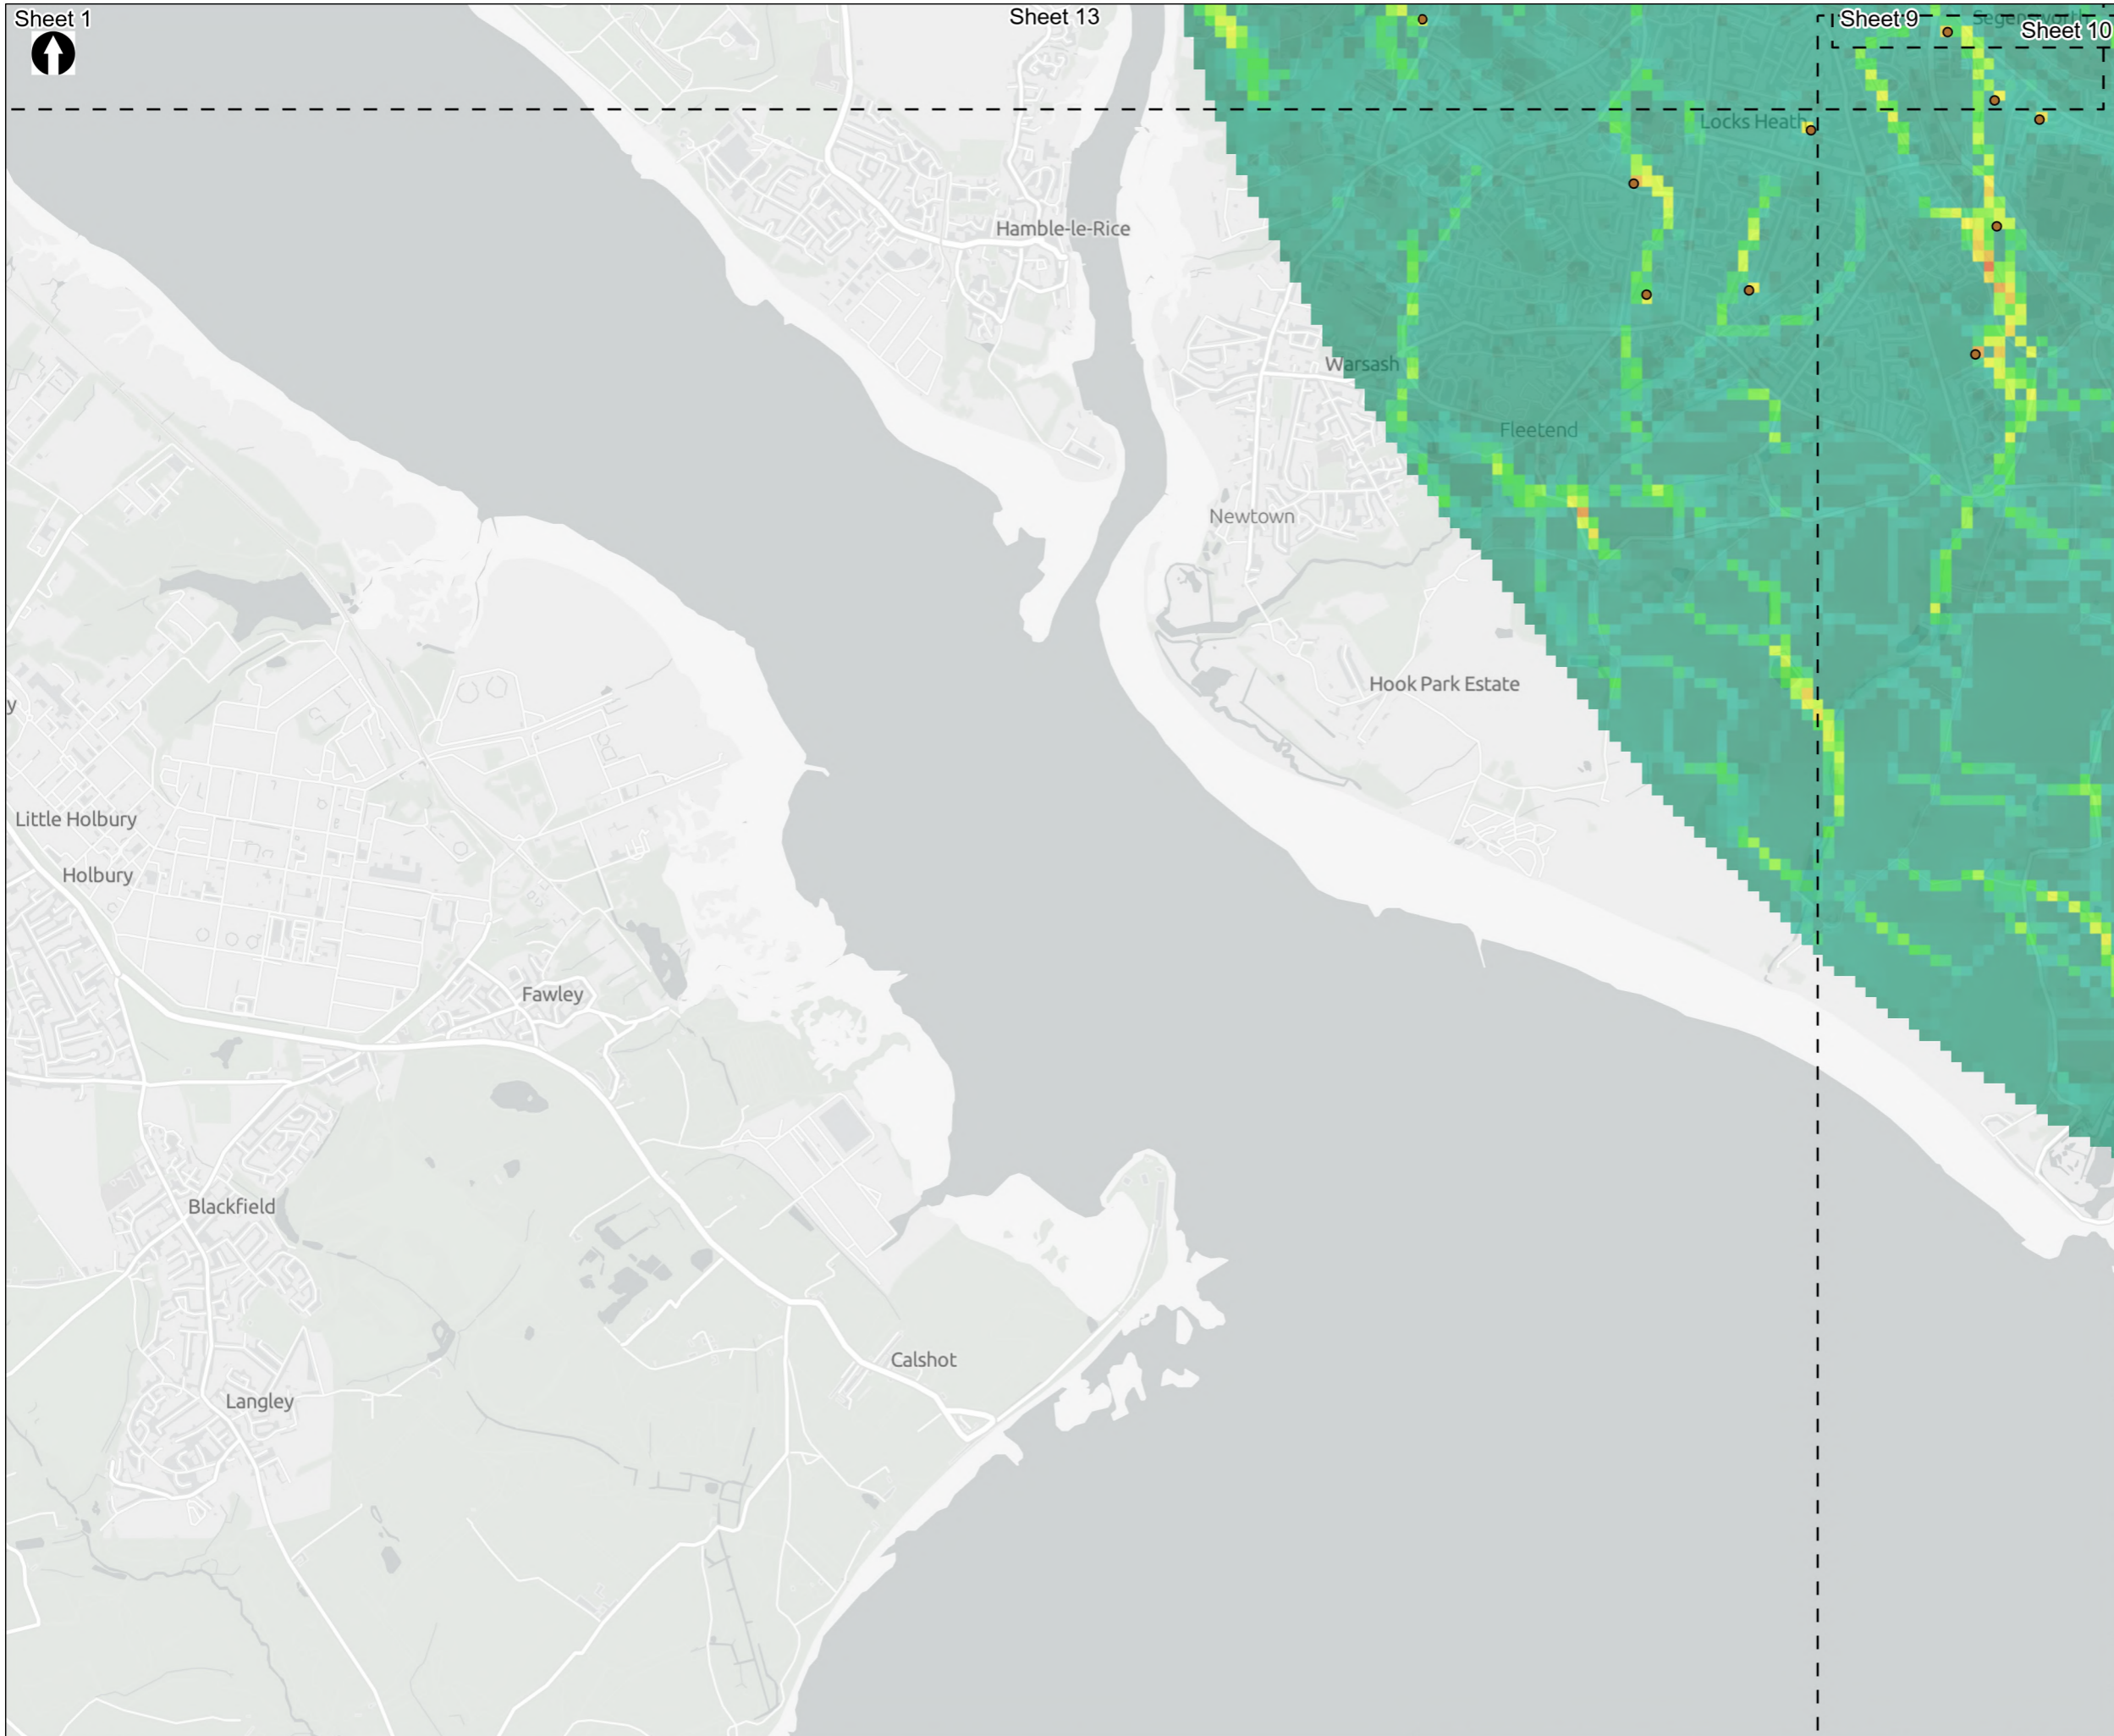 Sheet 1
Sheet 13
Sheet 9
Segensworth
Sheet 10
Locks Heath
Hamble-le-Rice
Warsash
Fleetend
Newtown
Hook Park Estate
y
Little Holbury
Holbury
Fawley
Blackfield
Calshot
Langley